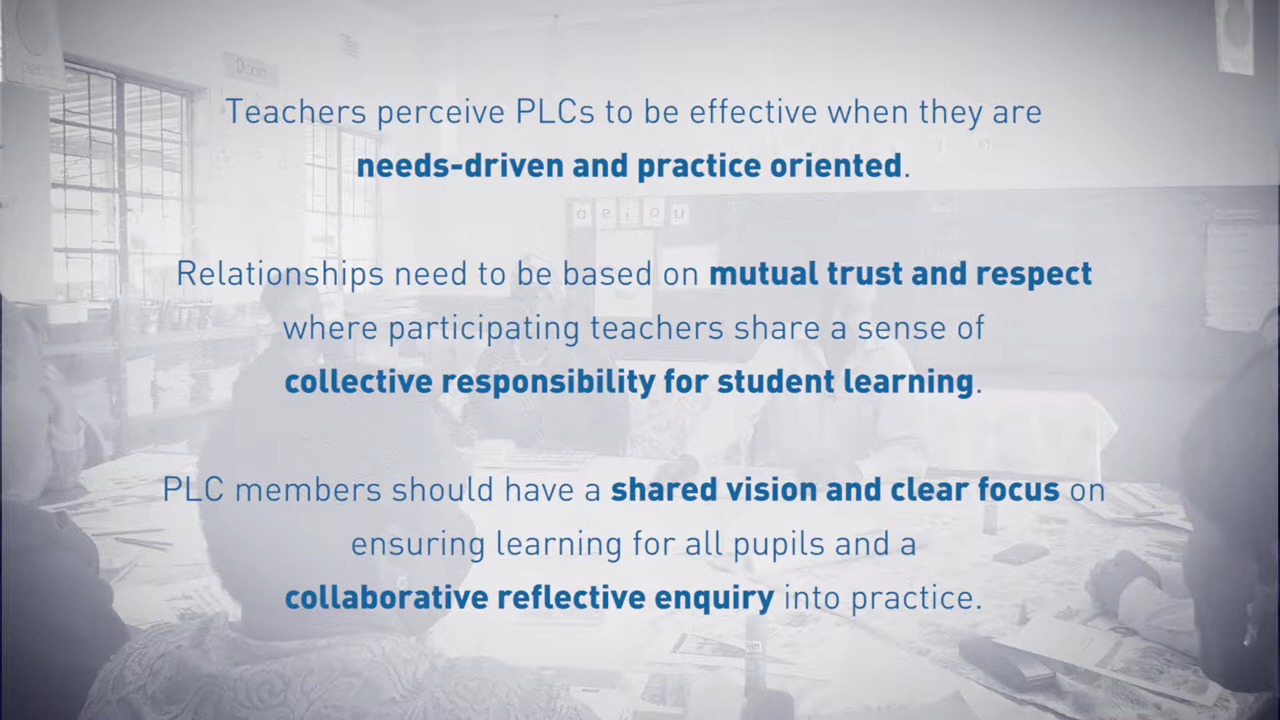 Teachers perceive PLCs to be effective when they are
needs-driven and practice oriented.
Relationships need to be based on mutual trust and respect
where participating teachers share a sense of
collective responsibility for student learning.
PLC members should have a shared vision and clear focus on
ensuring learning for all pupils and a
collaborative reflective enquiry into practice.
a e i o u